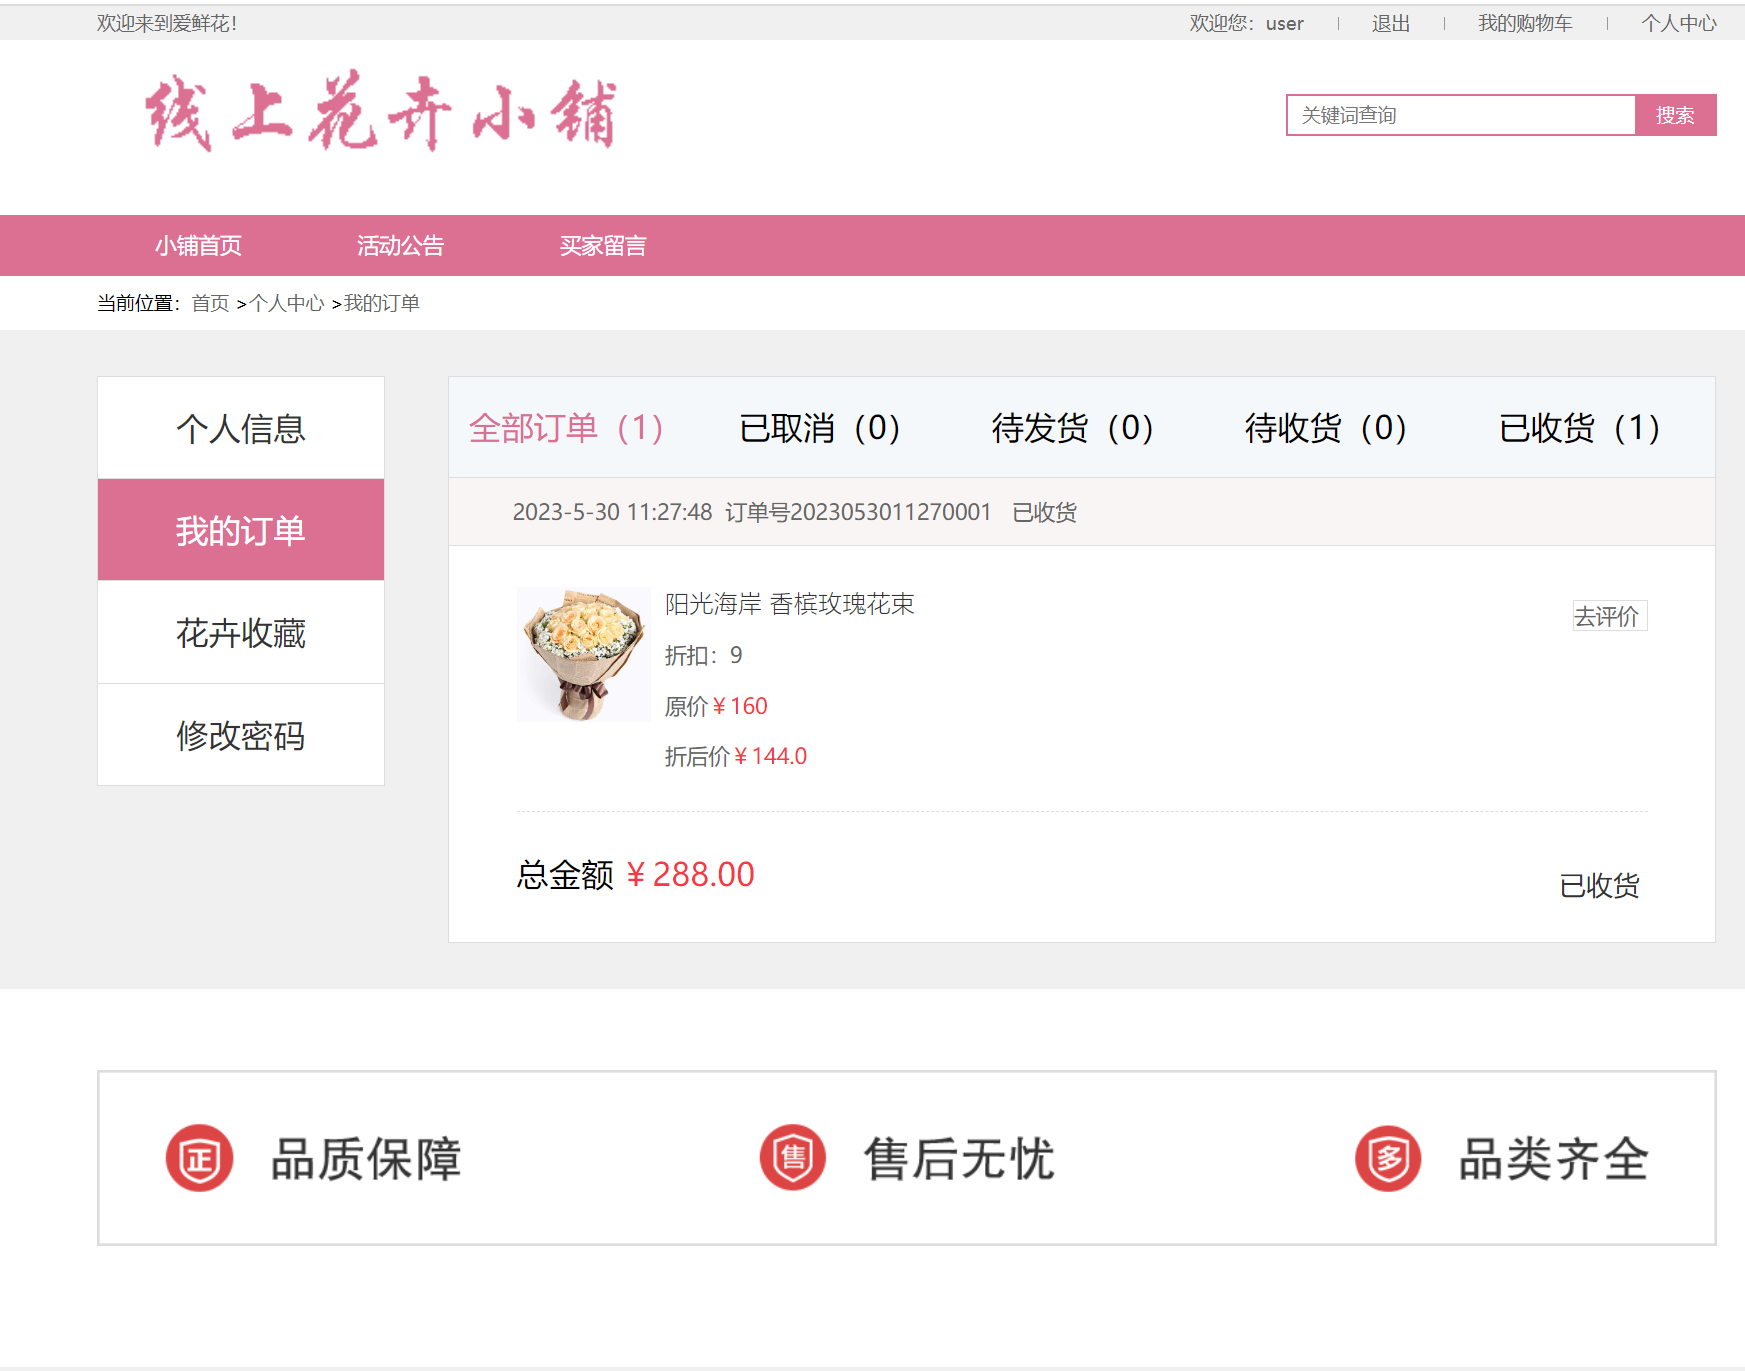 欢迎来到爱鲜花！
欢迎您：user 退出 我的购物车 个人中心
线上花卉小铺
关键词查询 搜索
小铺首页 活动公告 买家留言
当前位置：首页 >个人中心 >我的订单
个人信息
我的订单
花卉收藏
修改密码
全部订单（1） 已取消（0） 待发货（0） 待收货（0） 已收货（1）
2023-5-30 11:27:48 订单号2023053011270001 已收货
阳光海岸 香槟玫瑰花束
去评价
折扣：9
原价￥160
折后价￥144.0
总金额 ￥288.00
已收货
正 品质保障 售 售后无忧 多 品类齐全